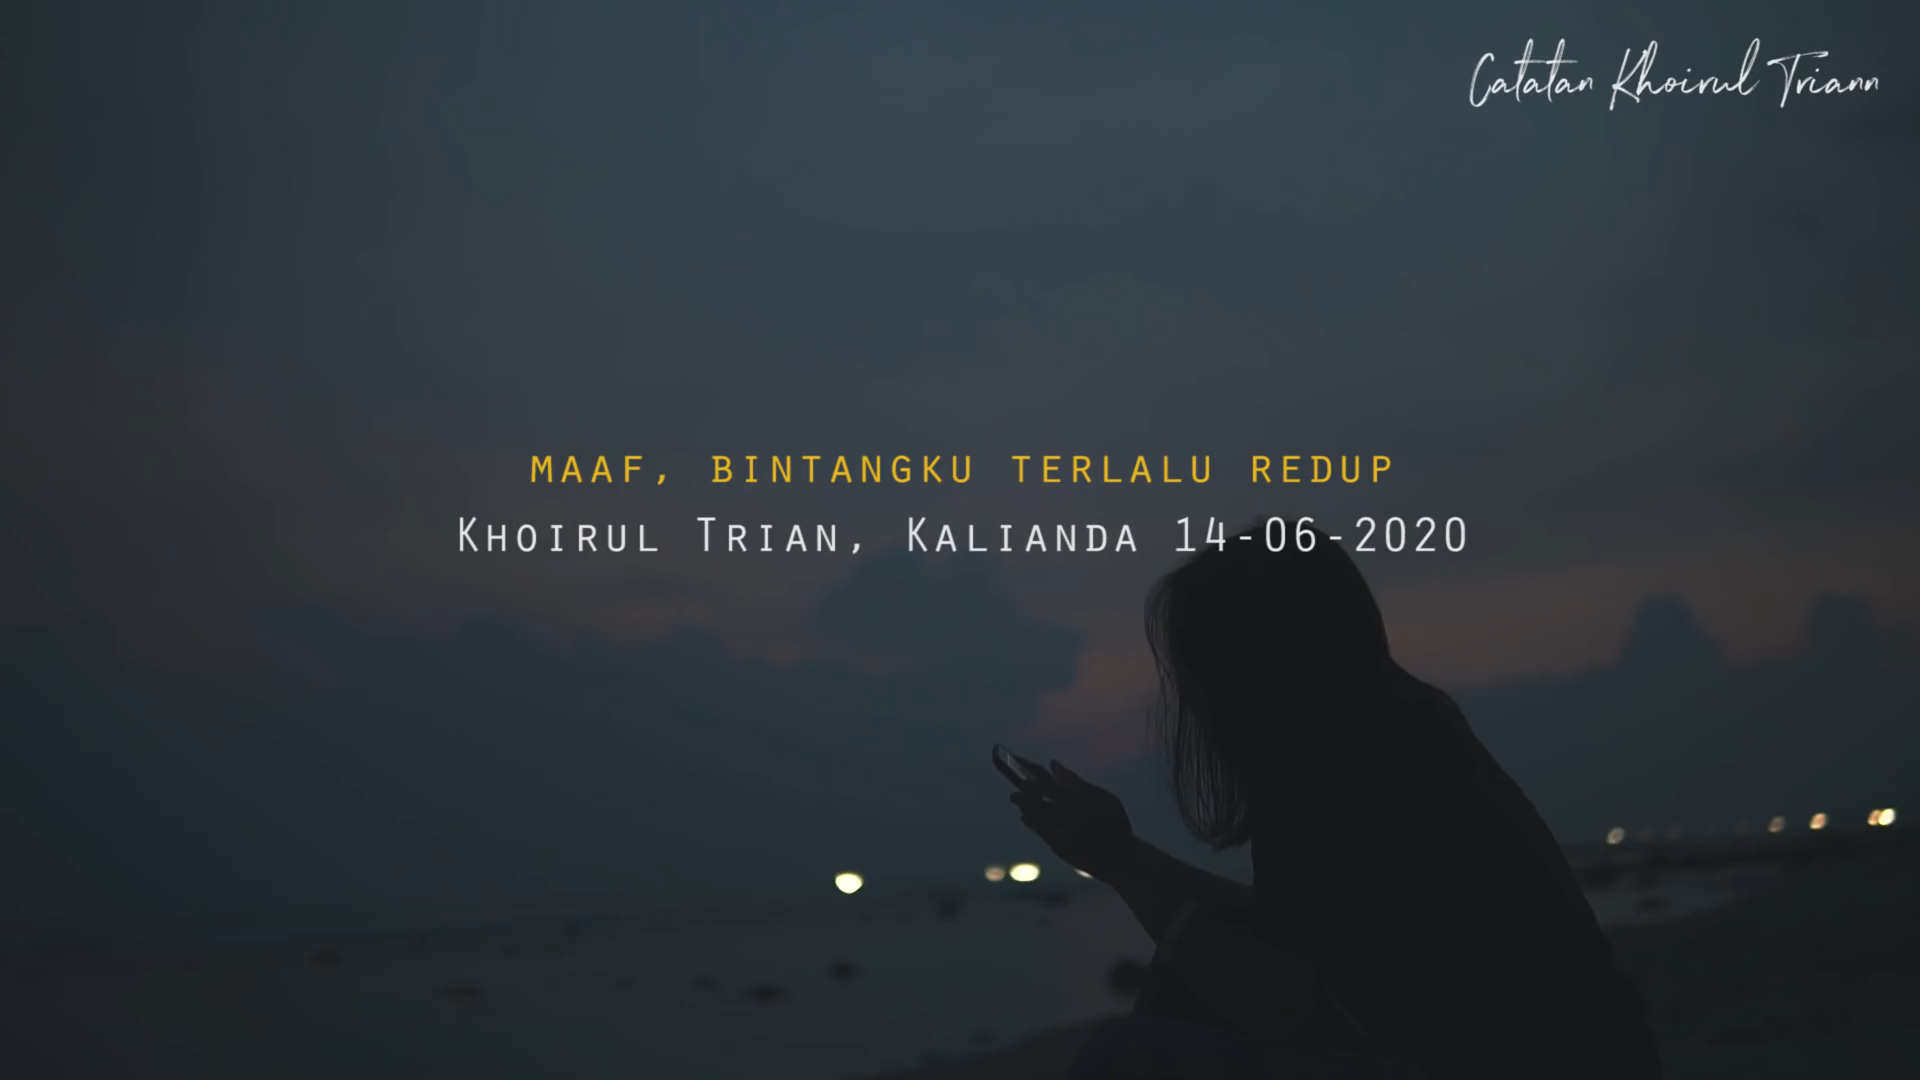 Catatan Khoirul Triann
MAAF, BINTANGKU TERLALU REDUP
Khoirul Trian, Kalianda 14-06-2020